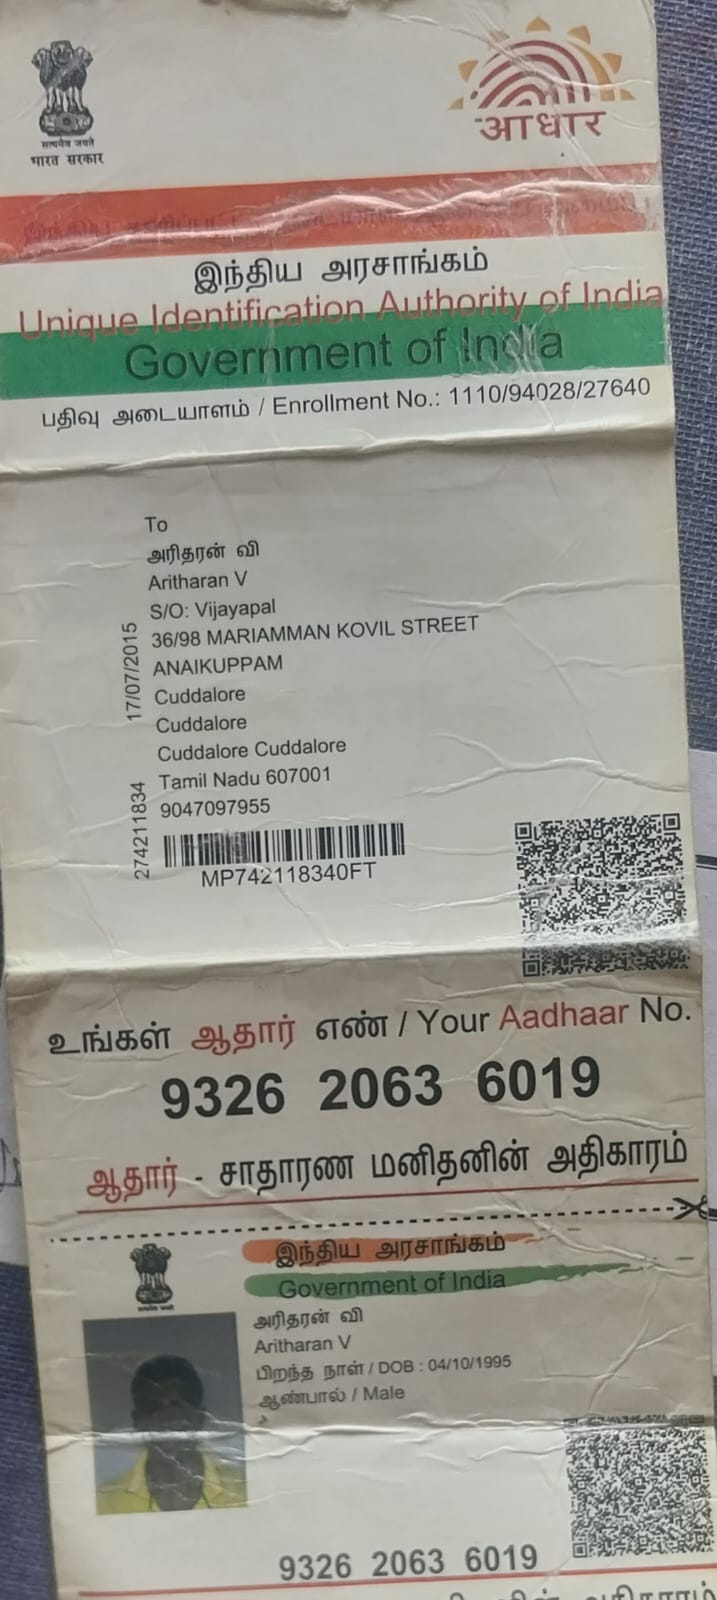 सत्यमेव जयते
भारत सरकार
आधार
இந்திய அரசாங்கம்
Unique Identification Authority of India
Government of India
பதிவு அடையாளம் / Enrollment No.: 1110/94028/27640
To
அரிதரன் வி
Aritharan V
S/O: Vijayapal
36/98 MARIAMMAN KOVIL STREET
ANAIKUPPAM
Cuddalore
Cuddalore
Cuddalore Cuddalore
Tamil Nadu 607001
9047097955
17/07/2015
274211834
MP742118340FT
உங்கள் ஆதார் எண் / Your Aadhaar No.
9326 2063 6019
ஆதார் - சாதாரண மனிதனின் அதிகாரம்
இந்திய அரசாங்கம்
Government of India
அரிதரன் வி
Aritharan V
பிறந்த நாள் / DOB : 04/10/1995
ஆண்பால் / Male
9326 2063 6019